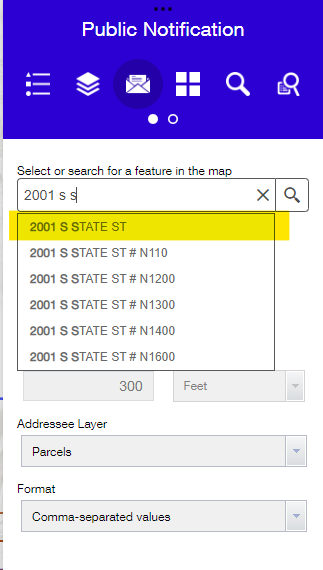 Public Notification
Select or search for a feature in the map
2001 s s
2001 S STATE ST
2001 S STATE ST # N110
2001 S STATE ST # N1200
2001 S STATE ST # N1300
2001 S STATE ST # N1400
2001 S STATE ST # N1600
300 Feet
Addressee Layer
Parcels
Format
Comma-separated values